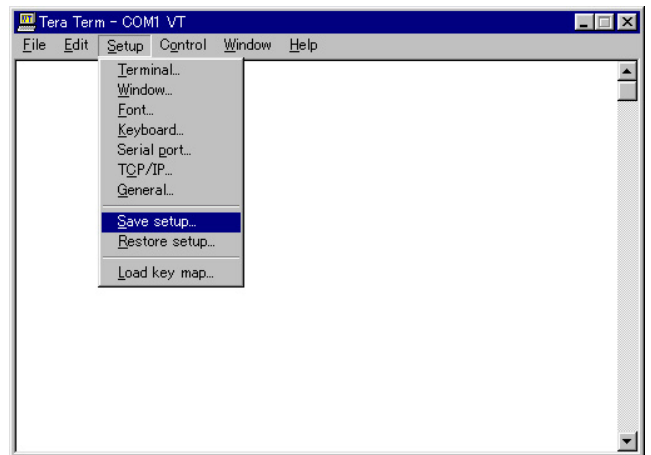 Tera Term - COM1 VT
File Edit Setup Control Window Help
Terminal...
Window...
Font...
Keyboard...
Serial port...
TCP/IP...
General...
Save setup...
Restore setup...
Load key map...